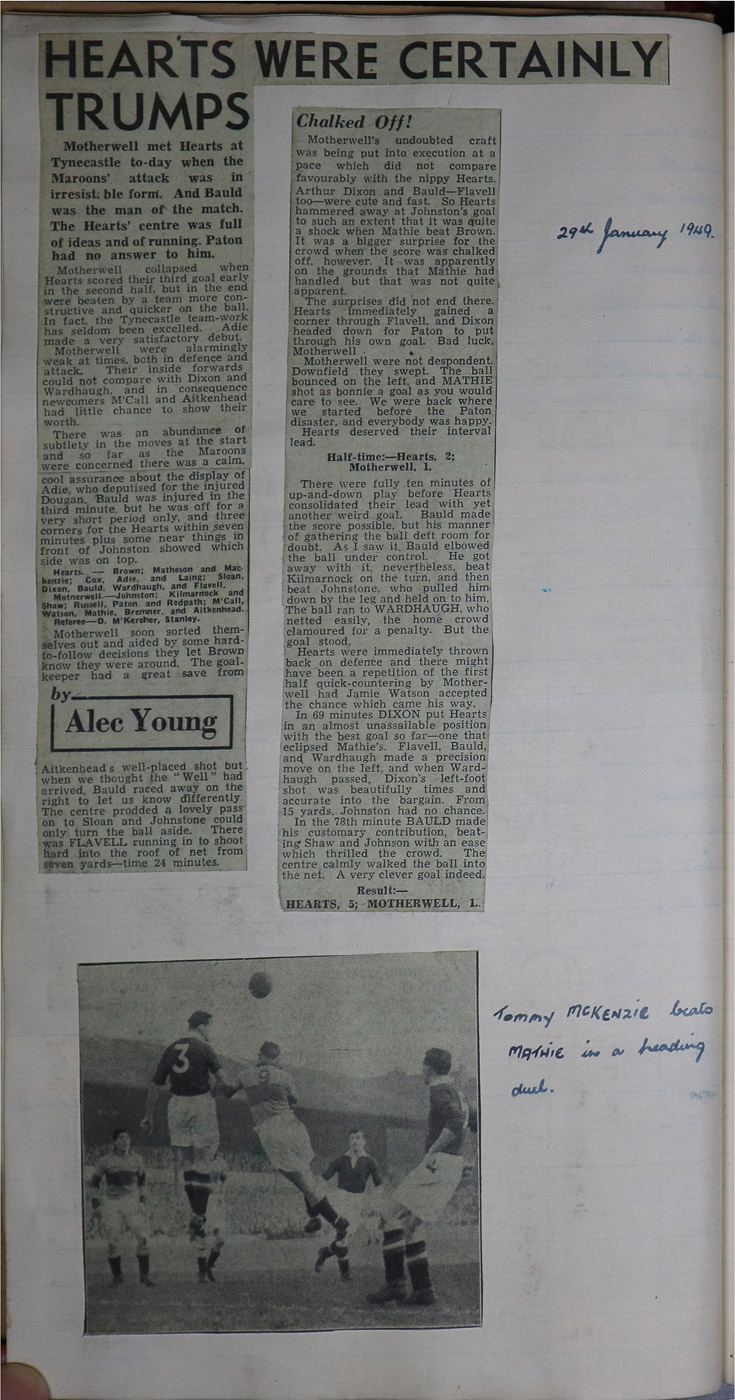 HEARTS WERE CERTAINLY
TRUMPS
Motherwell met Hearts at
Tynecastle to-day when the
Maroons' attack was in
irresist.ble form. And Bauld
was the man of the match.
The Hearts' centre was full
of ideas and of running. Paton
had no answer to him.
Motherwell collapsed when
Hearts scored their third goal early
in the second half, but in the end
were beaten by a team more con-
structive and quicker on the ball.
In fact, the Tynecastle team-work
has seldom been excelled. Adie
made a very satisfactory debut.
Motherwell were alarmingly
weak at times, both in defence and
attack. Their inside forwards
could not compare with Dixon and
Wardhaugh, and in consequence
newcomers M'Call and Aitkenhead
had little chance to show their
worth.
There was an abundance of
subtlety in the moves at the start
and so far as the Maroons
were concerned there was a calm,
cool assurance about the display of
Adie, who deputised for the injured
Dougan. Bauld was injured in the
third minute, but he was off for a
very short period only, and three
corners for the Hearts within seven
minutes plus some near things in
front of Johnston showed which
side was on top.
Hearts. — Brown; Matheson and Mac-
kenzie; Cox, Adie, and Laing; Sloan,
Dixon, Bauld, Wardhaugh, and Flavell.
Motherwell.—Johnston; Kilmarnock and
Shaw; Russell, Paton, and Redpath; M'Call,
Watson, Mathie, Bremner, and Aitkenhead.
Referee—D. M'Kercher, Stanley.
Motherwell soon sorted them-
selves out and aided by some hard-
to-follow decisions they let Brown
know they were around. The goal-
keeper had a great save from
by
Alec Young
Aitkenhead's well-placed shot but
when we thought the "Well" had
arrived, Bauld raced away on the
right to let us know differently.
The centre prodded a lovely pass
on to Sloan and Johnstone could
only turn the ball aside. There
was FLAVELL running in to shoot
hard into the roof of net from
seven yards—time 24 minutes.
Chalked Off!
Motherwell's undoubted craft
was being put into execution at a
pace which did not compare
favourably with the nippy Hearts.
Arthur Dixon and Bauld—Flavell
too—were cute and fast. So Hearts
hammered away at Johnston's goal
to such an extent that it was quite
a shock when Mathie beat Brown.
It was a bigger surprise for the
crowd when the score was chalked
off, however. It was apparently
on the grounds that Mathie had
handled but that was not quite
apparent.
The surprises did not end there.
Hearts immediately gained a
corner through Flavell, and Dixon
headed down for Paton to put
through his own goal. Bad luck,
Motherwell.
Motherwell were not despondent.
Downfield they swept. The ball
bounced on the left, and MATHIE
shot as bonnie a goal as you would
care to see. We were back where
we started before the Paton
disaster, and everybody was happy.
Hearts deserved their interval
lead.
Half-time:—Hearts, 2;
Motherwell, 1.
There were fully ten minutes of
up-and-down play before Hearts
consolidated their lead with yet
another weird goal. Bauld made
the score possible, but his manner
of gathering the ball deft room for
doubt. As I saw it, Bauld elbowed
the ball under control. He got
away with it, nevertheless, beat
Kilmarnock on the turn, and then
beat Johnstone, who pulled him
down by the leg and held on to him.
The ball ran to WARDHAUGH, who
netted easily, the home crowd
clamoured for a penalty. But the
goal stood.
Hearts were immediately thrown
back on defence and there might
have been a repetition of the first
half quick-countering by Mother-
well had Jamie Watson accepted
the chance which came his way.
In 69 minutes DIXON put Hearts
in an almost unassailable position
with the best goal so far—one that
eclipsed Mathie's. Flavell, Bauld,
and Wardhaugh made a precision
move on the left, and when Ward-
haugh passed, Dixon's left-foot
shot was beautifully times and
accurate into the bargain. From
15 yards, Johnston had no chance.
In the 78th minute BAULD made
his customary contribution, beat-
ing Shaw and Johnson with an ease
which thrilled the crowd. The
centre calmly walked the ball into
the net. A very clever goal indeed.
Result:—
HEARTS, 5; MOTHERWELL, 1.
29th January 1949.
3
9
Tommy McKENZIE beats
MATHIE in a heading
duel.